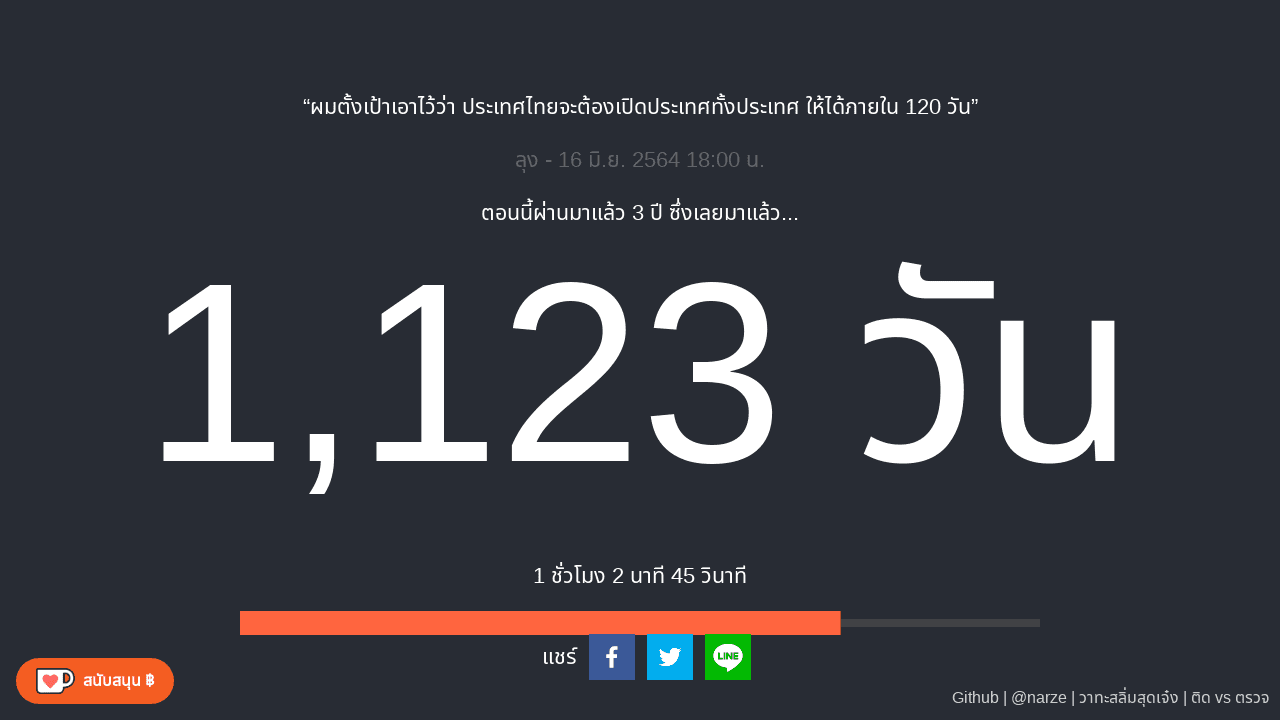 “ผมตั้งเป้าเอาไว้ว่า ประเทศไทยจะต้องเปิดประเทศทั้งประเทศ ให้ได้ภายใน 120 วัน”
ลุง - 16 มิ.ย. 2564 18:00 น.
ตอนนี้ผ่านมาแล้ว 3 ปี ซึ่งเลยมาแล้ว...
1,123 วัน
1 ชั่วโมง 2 นาที 45 วินาที
แชร์
LINE
สนับสนุน ฿
Github | @narze | วาทะสลิ่มสุดเจ๋ง | ติด vs ตรวจ